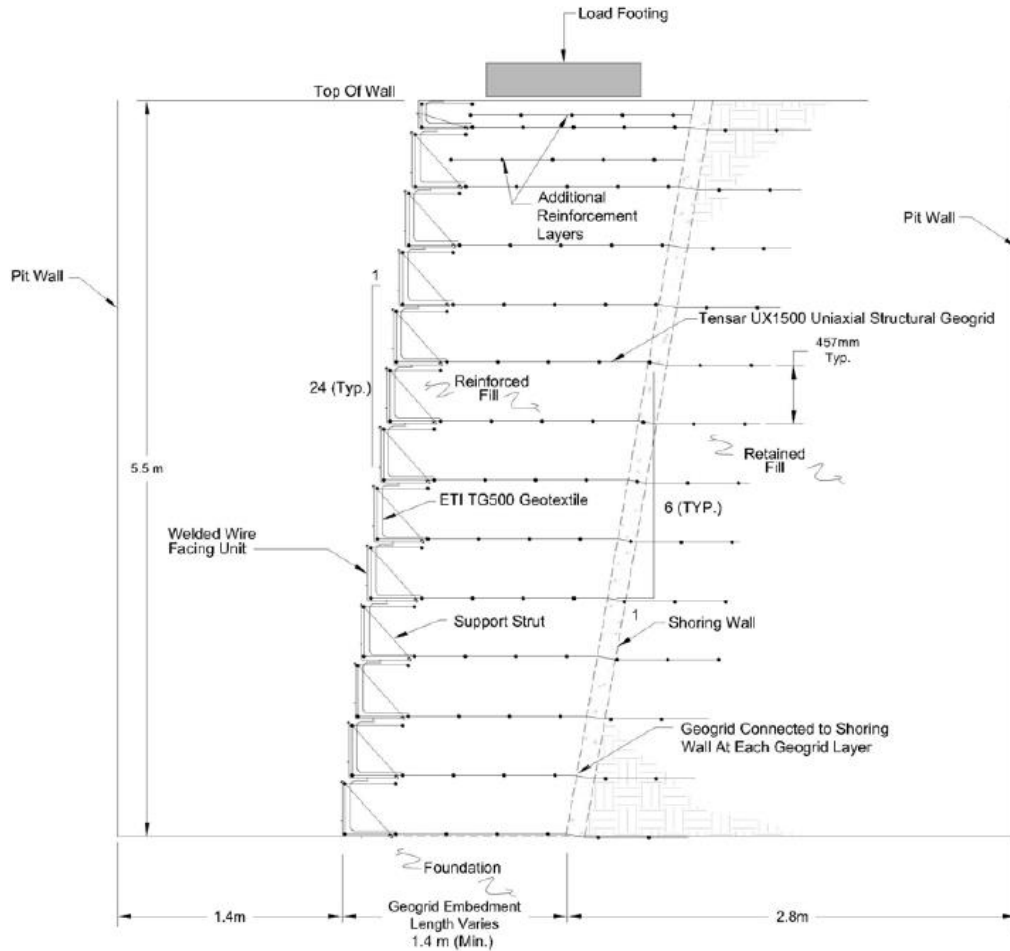 Load Footing
Top Of Wall
Additional
Reinforcement
Layers
Pit Wall
Pit Wall
1
Tensar UX1500 Uniaxial Structural Geogrid
457mm
Typ.
24 (Typ.)
Reinforced
Fill
Retained
Fill
5.5 m
ETI TG500 Geotextile
6 (TYP.)
Welded Wire
Facing Unit
1
Support Strut
Shoring Wall
Geogrid Connected to Shoring
Wall At Each Geogrid Layer
Foundation
1.4m
Geogrid Embedment
Length Varies
1.4 m (Min.)
2.8m